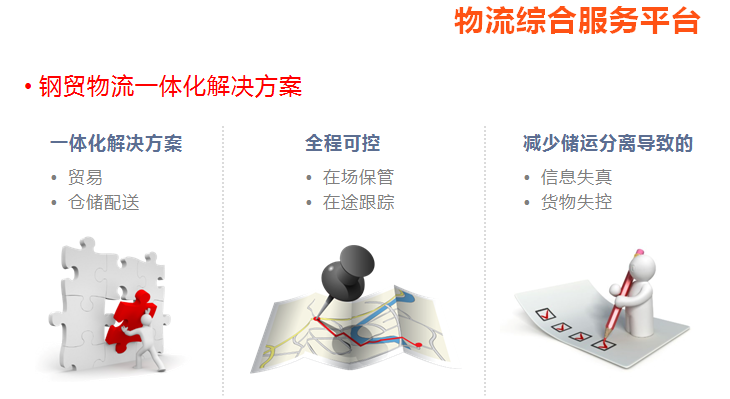 物流综合服务平台
• 钢贸物流一体化解决方案
一体化解决方案
• 贸易
• 仓储配送
全程可控
• 在场保管
• 在途跟踪
减少储运分离导致的
• 信息失真
• 货物失控